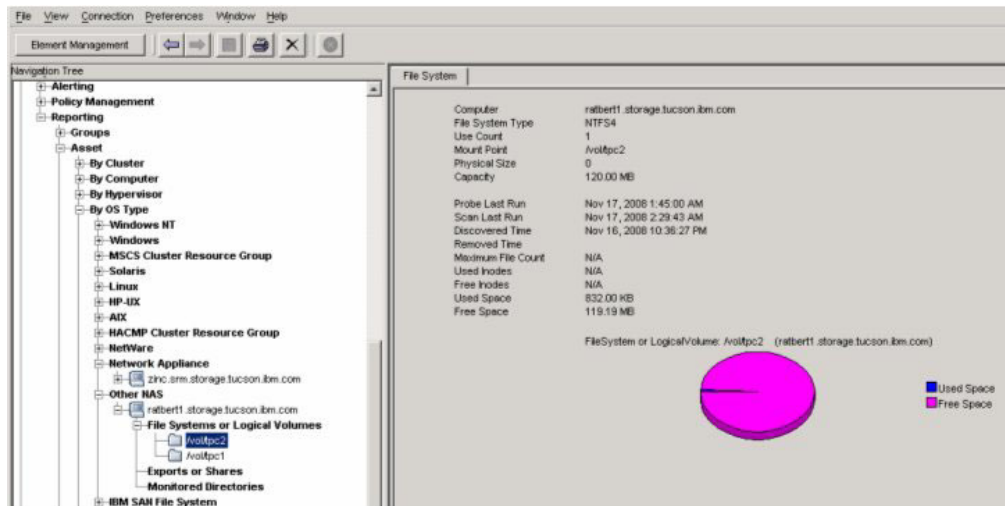 File View Connection Preferences Window Help
Element Management
Navigation Tree
Alerting
Policy Management
Reporting
Groups
Asset
By Cluster
By Computer
By Hypervisor
By OS Type
Windows NT
Windows
MSCS Cluster Resource Group
Solaris
Linux
HP-UX
AIX
HACMP Cluster Resource Group
NetWare
Network Appliance
zinc.srm.storage.tucson.ibm.com
Other NAS
ratbert1.storage.tucson.ibm.com
File Systems or Logical Volumes
/vol/tpc2
/vol/tpc1
Exports or Shares
Monitored Directories
IBM SAN File System
File System
Computer ratbert1.storage.tucson.ibm.com
File System Type NTFS4
Use Count 1
Mount Point /vol/tpc2
Physical Size 0
Capacity 120.00 MB
Probe Last Run Nov 17, 2008 1:45:00 AM
Scan Last Run Nov 17, 2008 2:29:43 AM
Discovered Time Nov 16, 2008 10:36:27 PM
Removed Time
Maximum File Count N/A
Used Inodes N/A
Free Inodes N/A
Used Space 832.00 KB
Free Space 119.19 MB
FileSystem or LogicalVolume: /vol/tpc2 (ratbert1.storage.tucson.ibm.com)
Used Space
Free Space